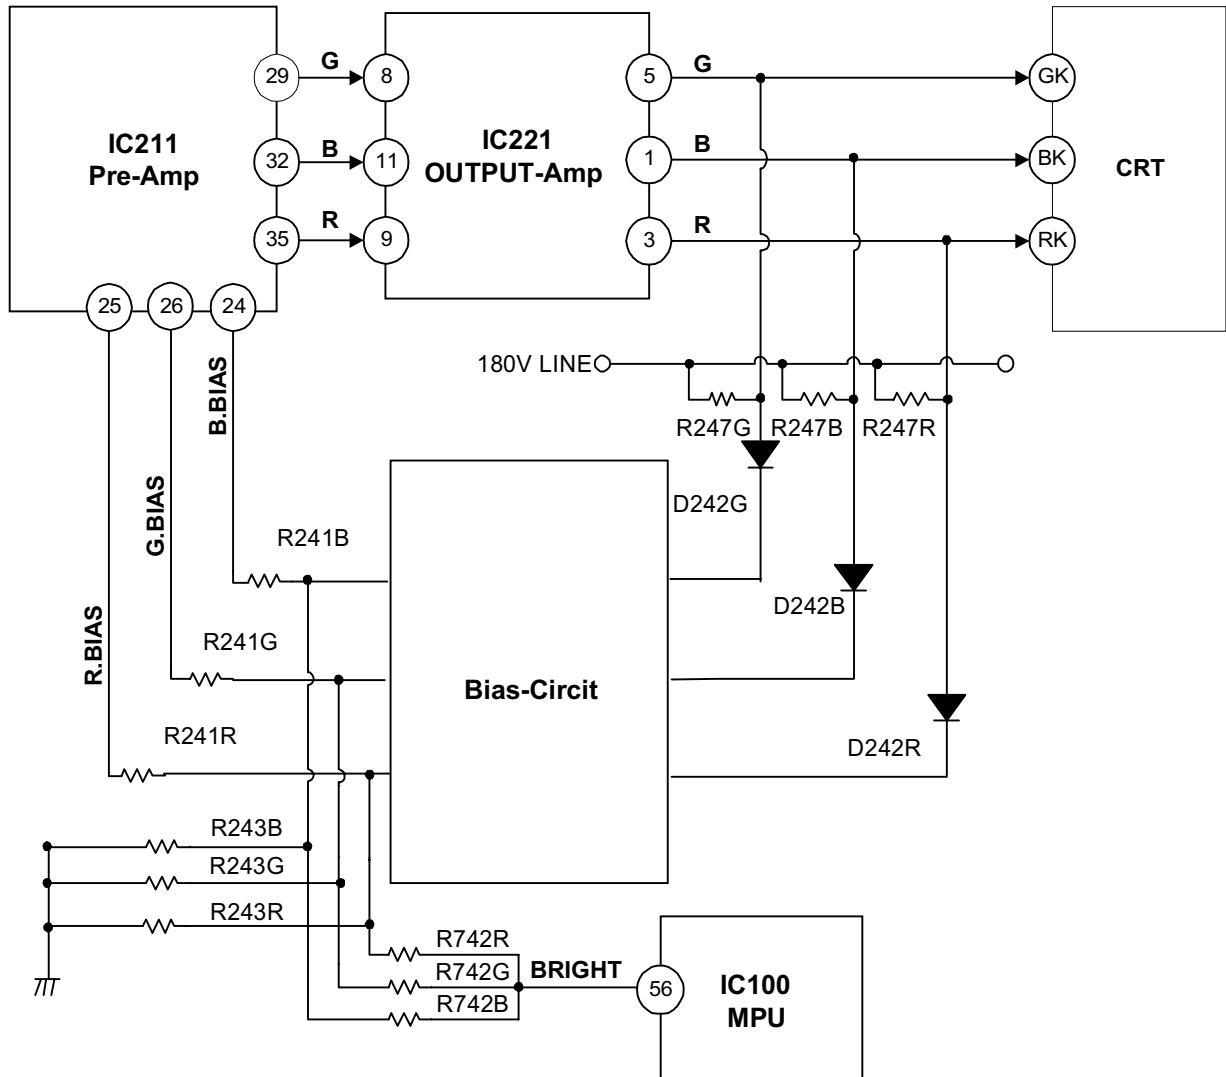 G
G
29
8
5
GK
IC211
Pre-Amp
B
IC221
OUTPUT-Amp
B
32
11
1
BK
CRT
R
R
35
9
3
RK
25
26
24
B.BIAS
G.BIAS
R.BIAS
180V LINE
R247G
R247B
R247R
D242G
R241B
D242B
R241G
Bias-Circit
R241R
D242R
R243B
R243G
R243R
R742R
R742G
R742B
BRIGHT
56
IC100
MPU